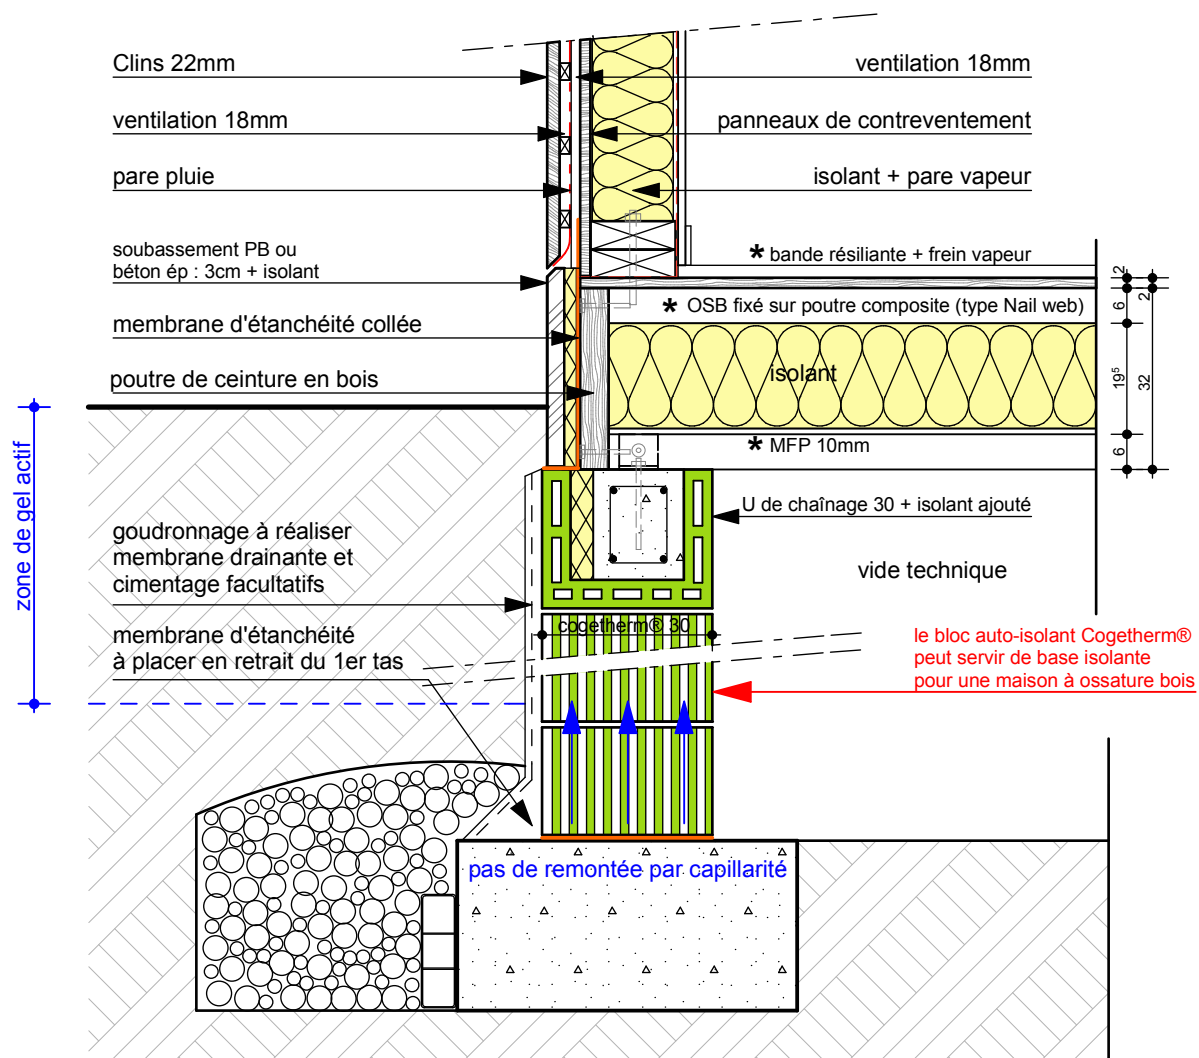 Clins 22mm
ventilation 18mm
ventilation 18mm
panneaux de contreventement
pare pluie
isolant + pare vapeur
soubassement PB ou
béton ép : 3cm + isolant
* bande résiliante + frein vapeur
* OSB fixé sur poutre composite (type Nail web)
membrane d'étanchéité collée
poutre de ceinture en bois
isolant
* MFP 10mm
2
6
19⁵
6
2
32
zone de gel actif
U de chaînage 30 + isolant ajouté
goudronnage à réaliser
membrane drainante et
cimentage facultatifs
vide technique
cogetherm® 30
membrane d'étanchéité
à placer en retrait du 1er tas
le bloc auto-isolant Cogetherm®
peut servir de base isolante
pour une maison à ossature bois
pas de remontée par capillarité